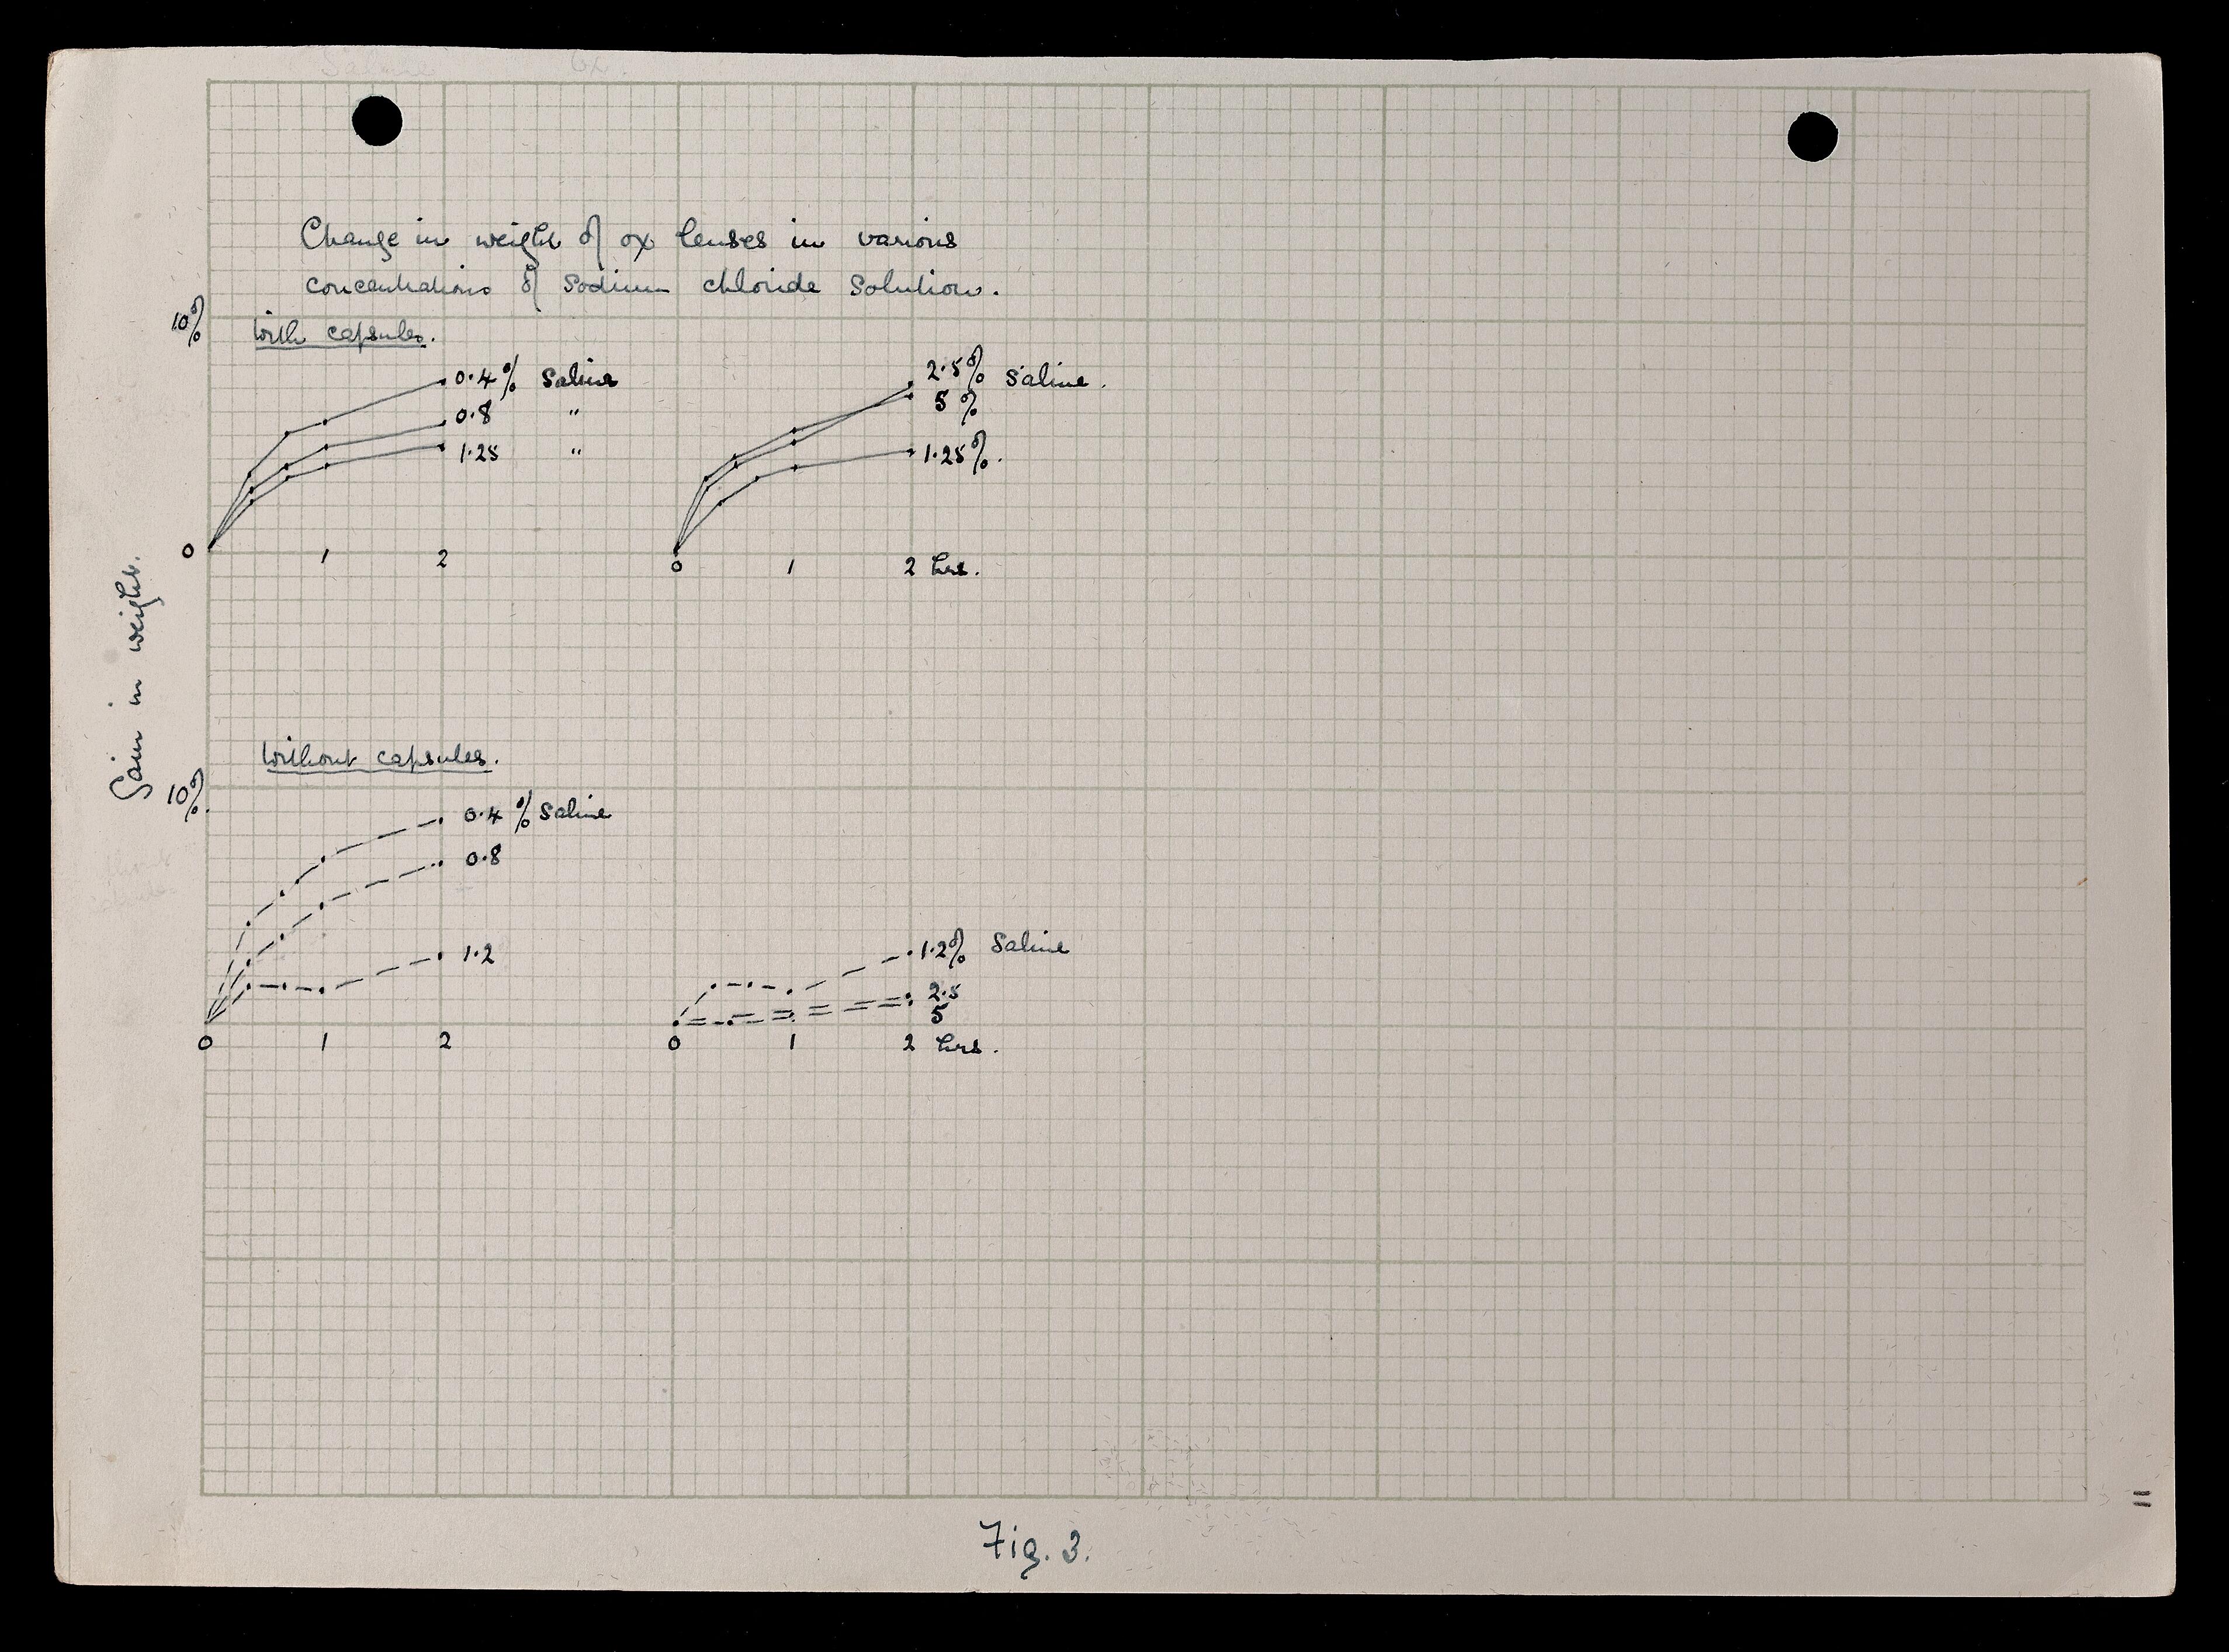 Change in weight of ox lenses in various
concentrations of Sodium chloride Solution.
10%
With capsules.
0.4% Saline
0.8 "
1.25 "
2.5% Saline.
5%
1.25%.
0
1
2
0
1
2 hrs.
Gain in weight.
Without capsules.
10%.
0.4% Saline
0.8
1.2
1.2% Saline
2.5
5
0
1
2
0
1
2 hrs.
Fig. 3.